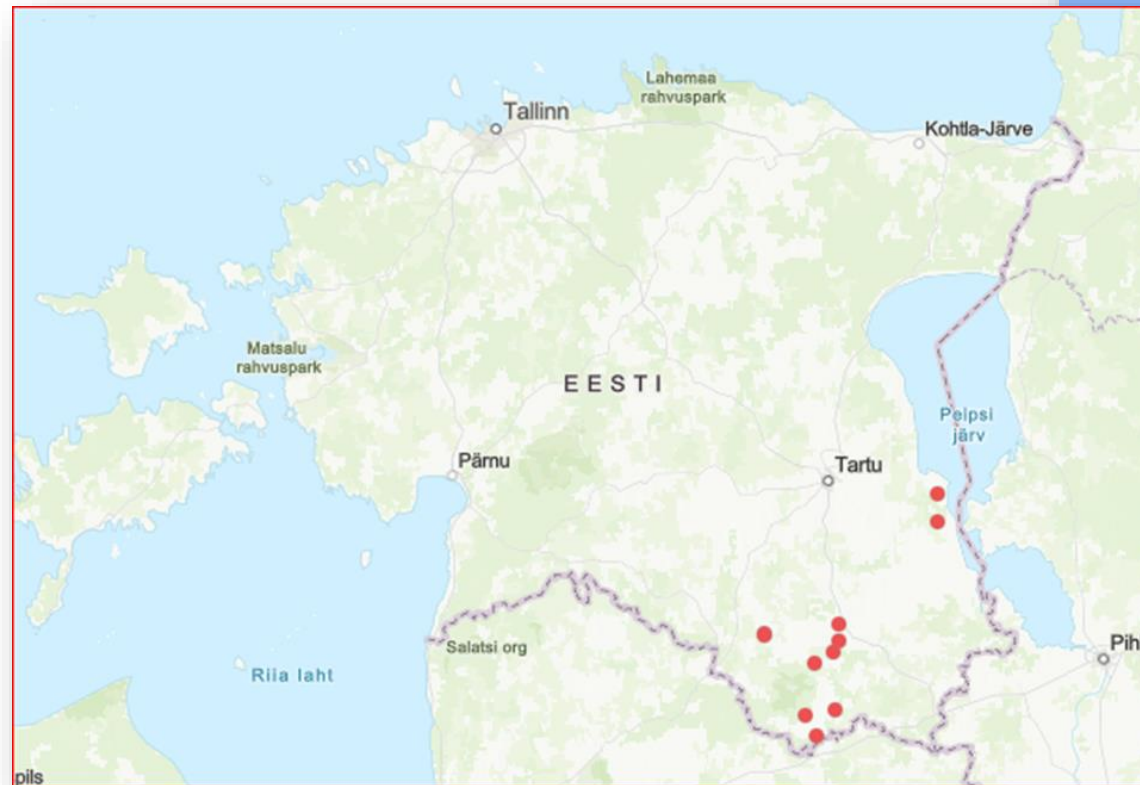 Lahemaa
rahvuspark
Tallinn
Kohtla-Järve
Matsalu
rahvuspark
EESTI
Peipsi
järv
Pärnu
Tartu
Salatsi org
Riia laht
Pih
pils